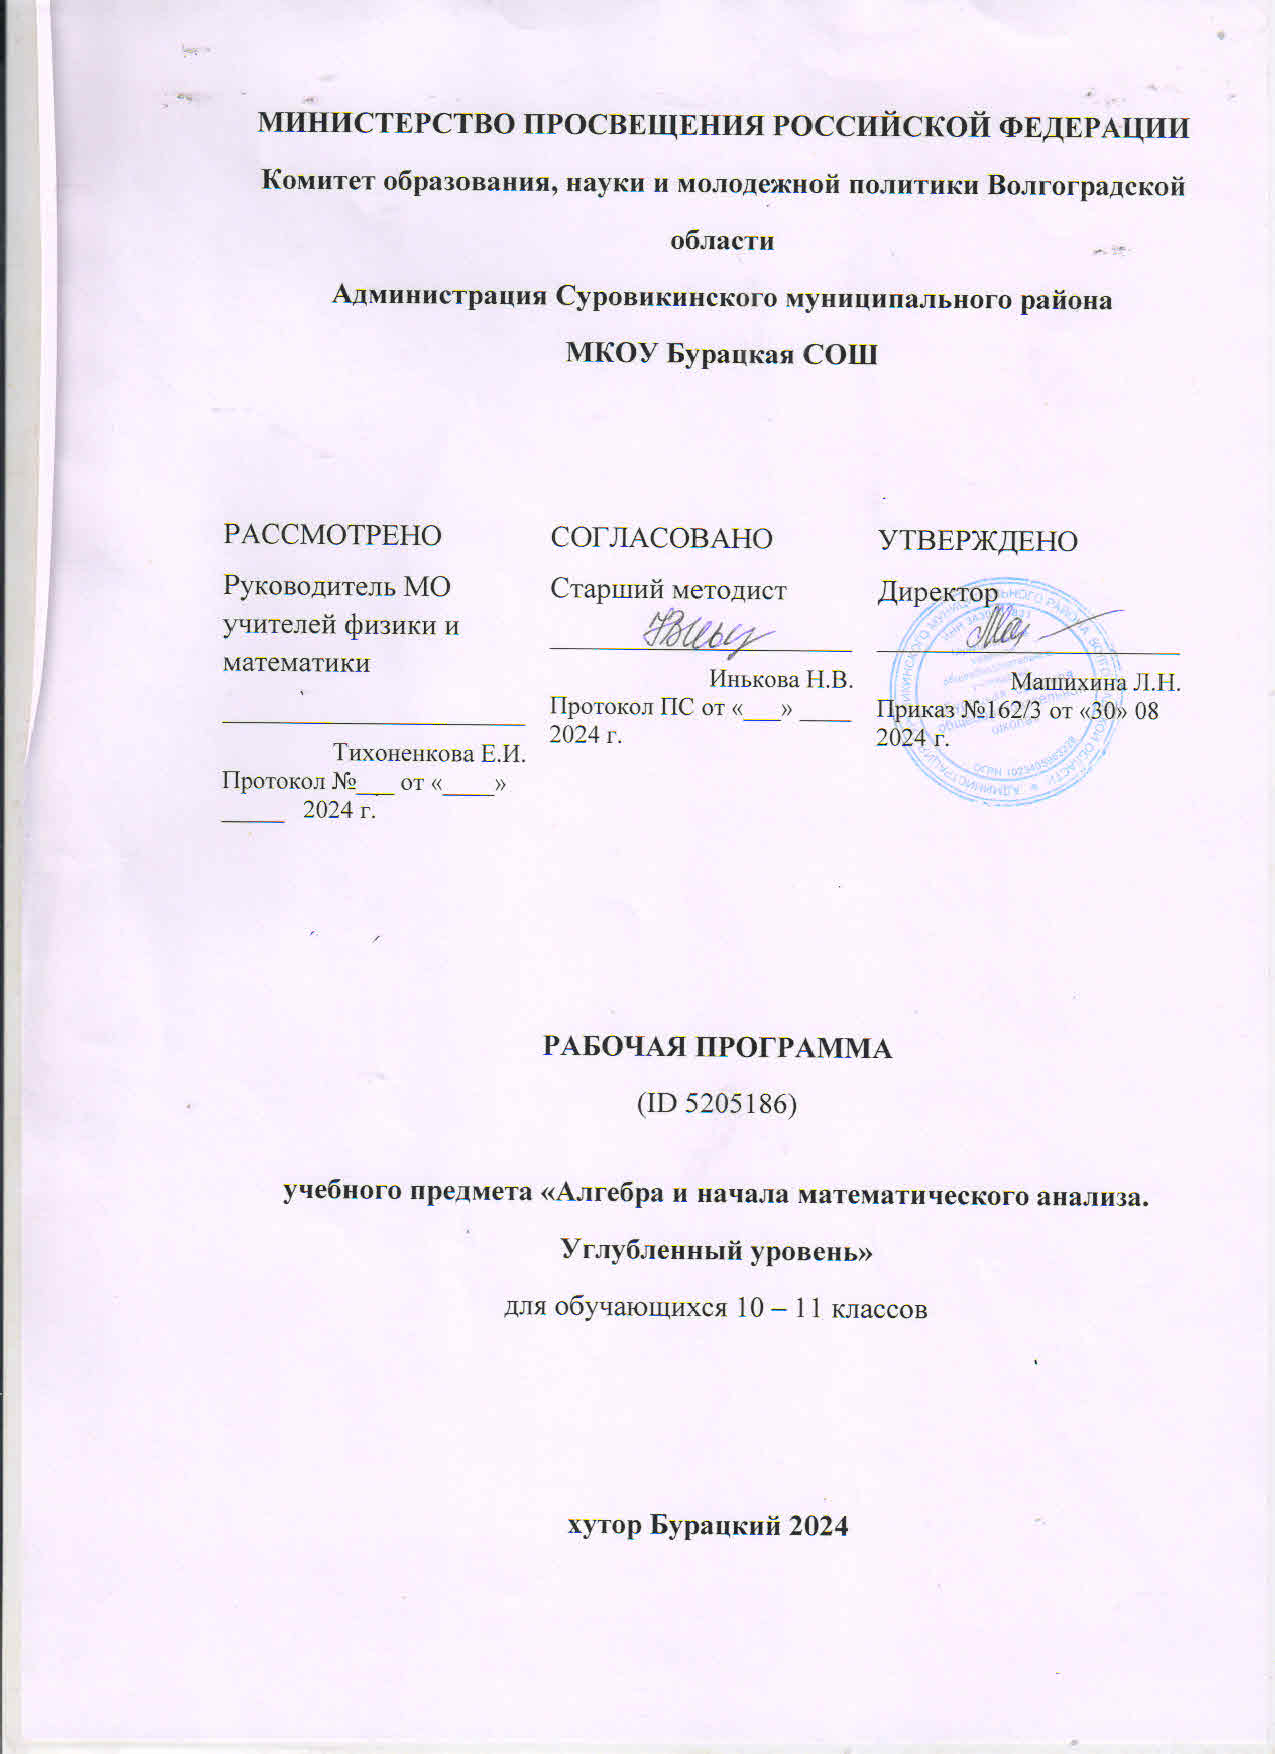 МИНИСТЕРСТВО ПРОСВЕЩЕНИЯ РОССИЙСКОЙ ФЕДЕРАЦИИ
Комитет образования, науки и молодежной политики Волгоградской
области
Администрация Суровикинского муниципального района
МКОУ Бурацкая СОШ
РАССМОТРЕНО
Руководитель МО
учителей физики и
математики
Тихоненкова Е.И.
Протокол №___ от «____»
_____ 2024 г.
СОГЛАСОВАНО
Старший методист
Инькова Н.В.
Протокол ПС от «___» ____
2024 г.
УТВЕРЖДЕНО
Директор
Машихина Л.Н.
Приказ №162/3 от «30» 08
2024 г.
РАБОЧАЯ ПРОГРАММА
(ID 5205186)
учебного предмета «Алгебра и начала математического анализа.
Углубленный уровень»
для обучающихся 10 – 11 классов
хутор Бурацкий 2024